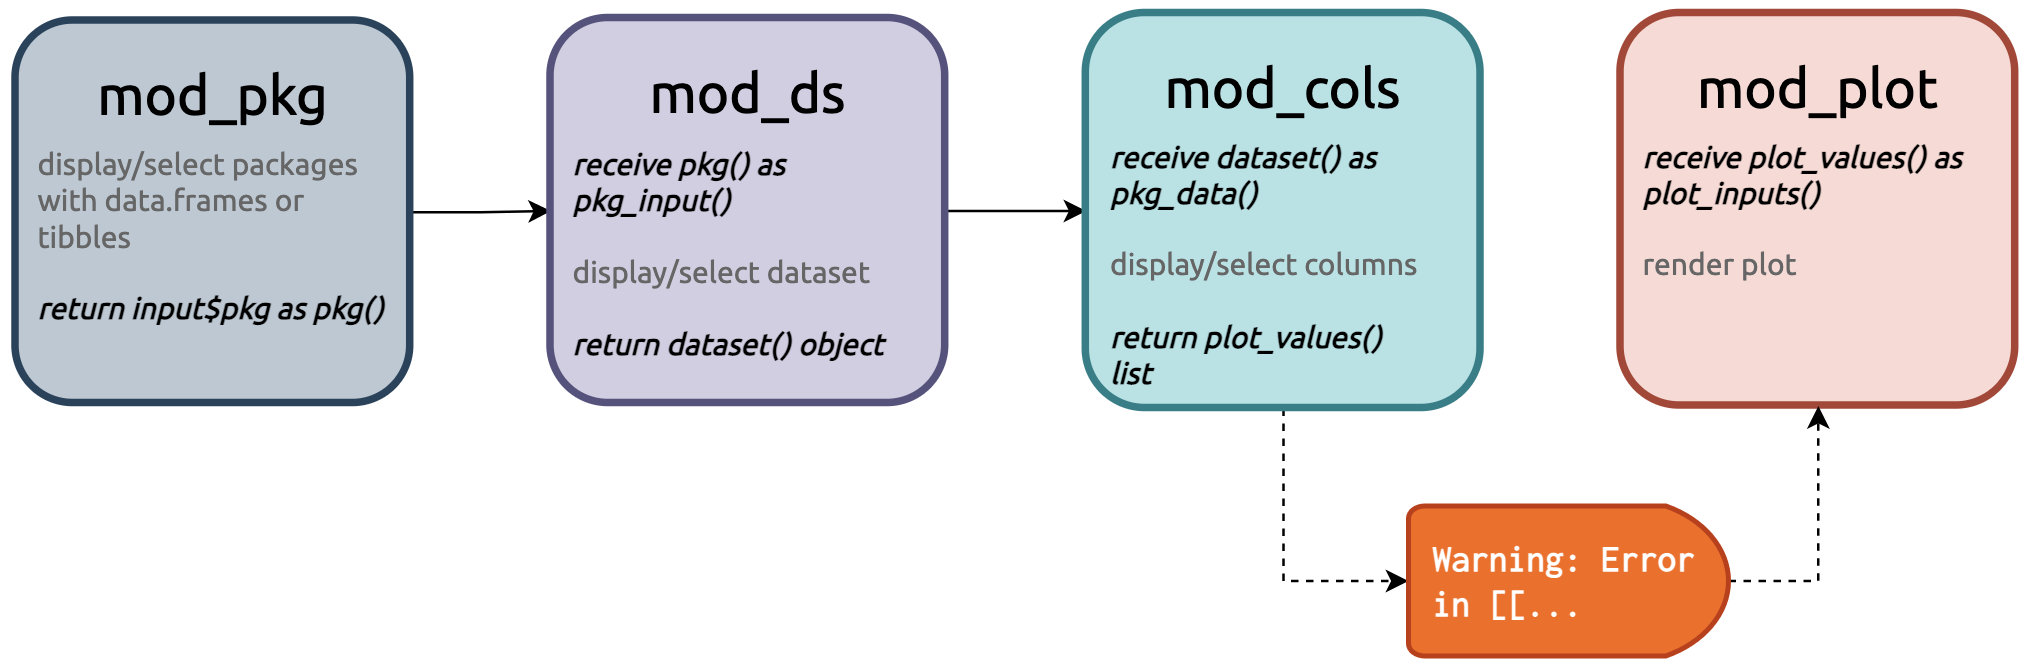 mod_pkg
display/select packages
with data.frames or
tibbles
return input$pkg as pkg()
mod_ds
receive pkg() as
pkg_input()
display/select dataset
return dataset() object
mod_cols
receive dataset() as
pkg_data()
display/select columns
return plot_values()
list
mod_plot
receive plot_values() as
plot_inputs()
render plot
Warning: Error
in [[...